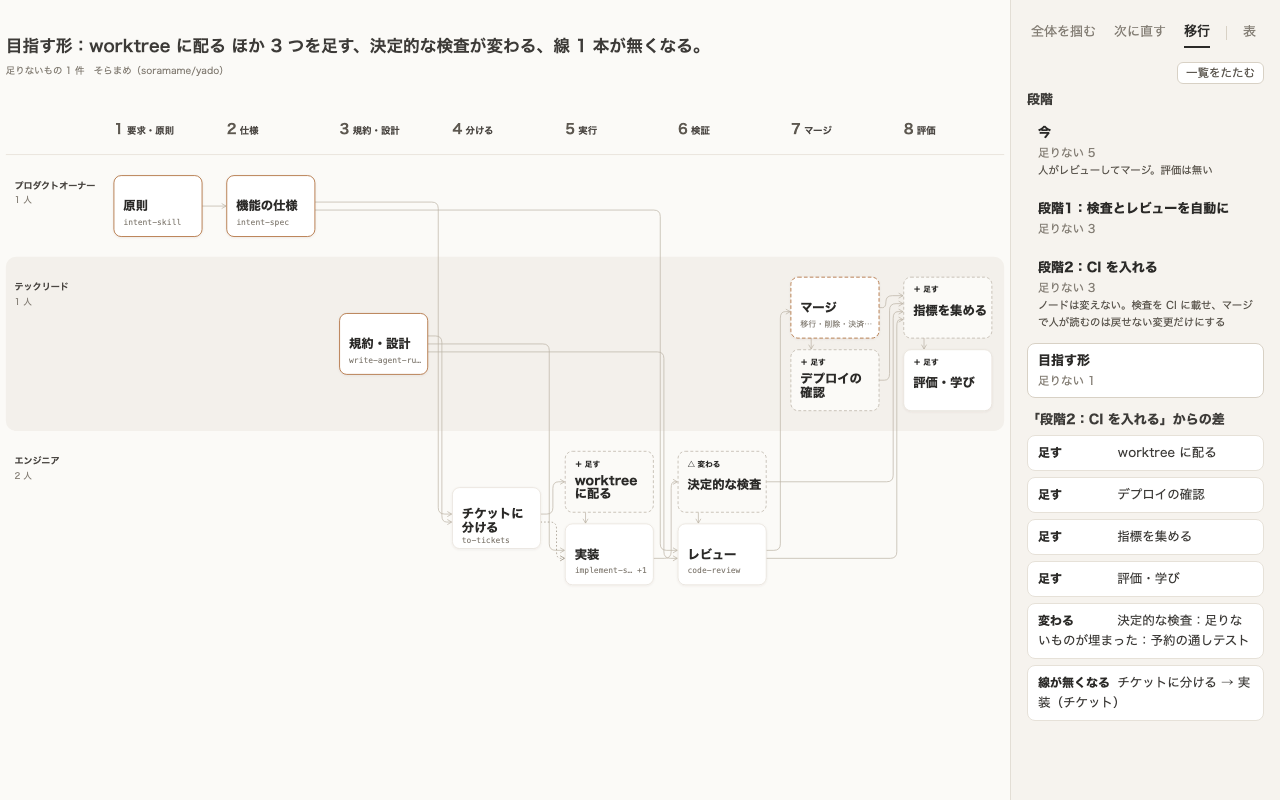 目指す形：worktree に配る ほか 3 つを足す、決定的な検査が変わる、線 1 本が無くなる。
足りないもの 1 件　そらまめ（soramame/yado）
1 要求・原則
2 仕様
3 規約・設計
4 分ける
5 実行
6 検証
7 マージ
8 評価
プロダクトオーナー
1 人
原則
intent-skill
機能の仕様
intent-spec
テックリード
1 人
規約・設計
write-agent-ru…
マージ
移行・削除・決済…
＋ 足す
指標を集める
＋ 足す
デプロイの
確認
＋ 足す
評価・学び
エンジニア
2 人
チケットに
分ける
to-tickets
＋ 足す
worktree
に配る
実装
implement-s… +1
△ 変わる
決定的な検査
レビュー
code-review
全体を掴む
次に直す
移行
表
一覧をたたむ
段階
今
足りない 5
人がレビューしてマージ。評価は無い
段階1：検査とレビューを自動に
足りない 3
段階2：CI を入れる
足りない 3
ノードは変えない。検査を CI に載せ、マージ
で人が読むのは戻せない変更だけにする
目指す形
足りない 1
「段階2：CI を入れる」からの差
足す worktree に配る
足す デプロイの確認
足す 指標を集める
足す 評価・学び
変わる 決定的な検査：足りな
いものが埋まった：予約の通しテスト
線が無くなる チケットに分ける → 実
装（チケット）